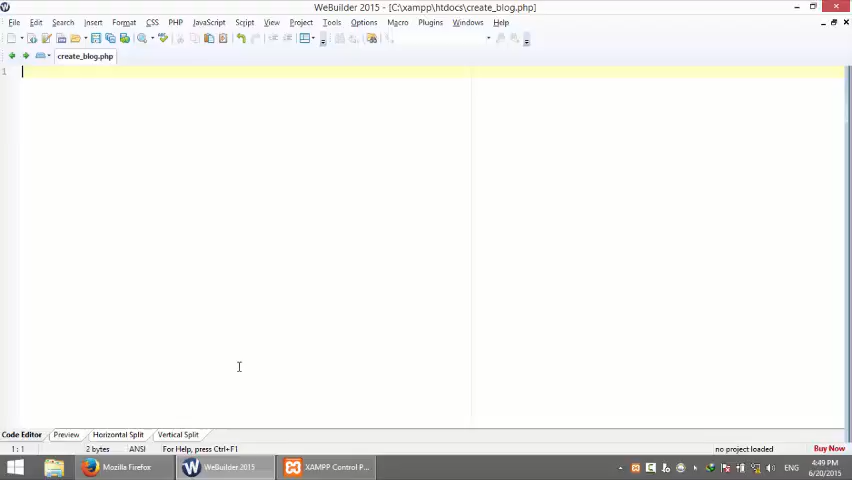 WeBuilder 2015 - [C:\xampp\htdocs\create_blog.php]
File Edit Search Insert Format CSS PHP JavaScript Script View Project Tools Options Macro Plugins Windows Help
create_blog.php
1
Code Editor Preview Horizontal Split Vertical Split
1 : 1 2 bytes ANSI For Help, press Ctrl+F1 no project loaded Buy Now
Mozilla Firefox WeBuilder 2015 XAMPP Control P... ENG 4:49 PM
6/20/2015